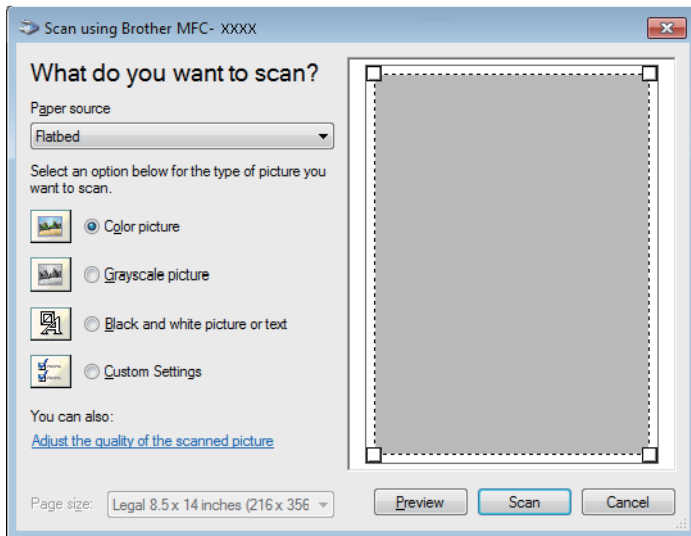 Scan using Brother MFC- XXXX
What do you want to scan?
Paper source
Flatbed
Select an option below for the type of picture you
want to scan.
Color picture
Grayscale picture
Black and white picture or text
Custom Settings
You can also:
Adjust the quality of the scanned picture
Page size: Legal 8.5 x 14 inches (216 x 356
Preview Scan Cancel